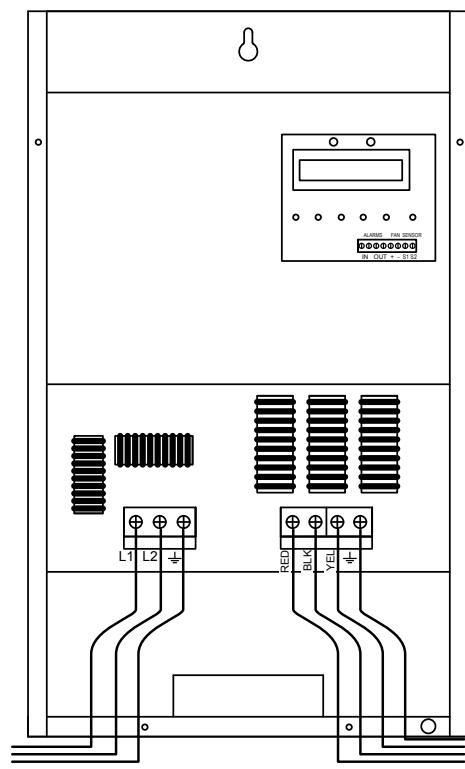 ALARMS FAN SENSOR
IN OUT + - S1 S2
L1 L2
RED BLK YEL